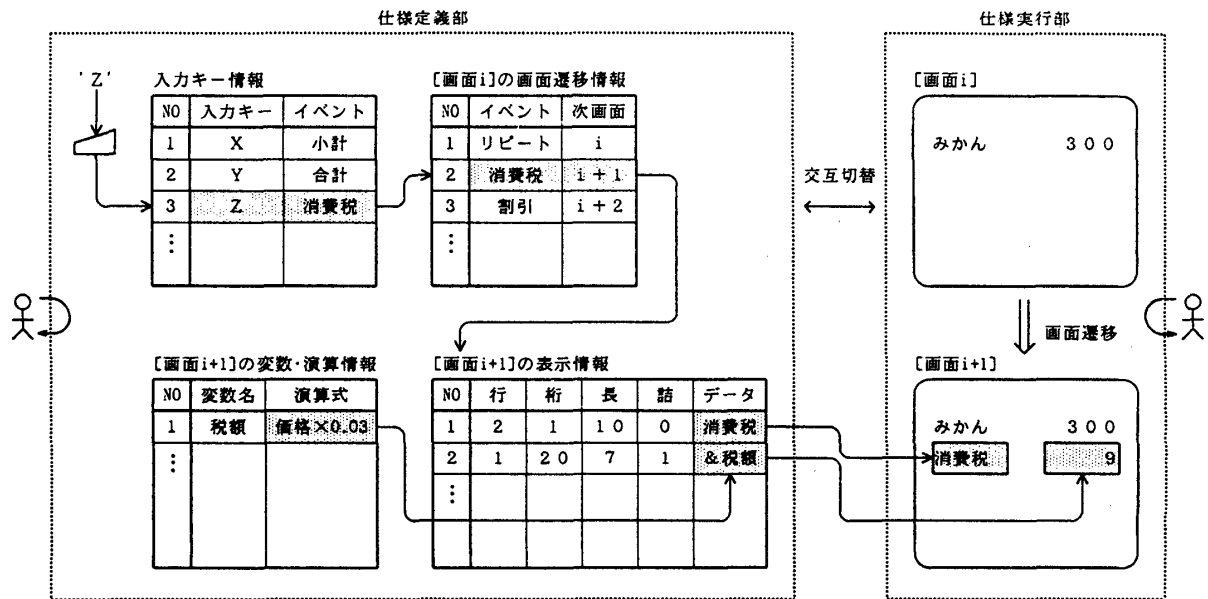 仕様定義部
仕様実行部
'Z'
入力キー情報
NO 入力キー イベント
1 X 小計
2 Y 合計
3 Z 消費税
⋮
[画面i]の画面遷移情報
NO イベント 次画面
1 リピート i
2 消費税 i+1
3 割引 i+2
⋮
交互切替
[画面i]
みかん 300
画面遷移
[画面i+1]の変数・演算情報
NO 変数名 演算式
1 税額 価格×0.03
⋮
[画面i+1]の表示情報
NO 行 桁 長 詰 データ
1 2 1 10 0 消費税
2 1 20 7 1 &税額
⋮
[画面i+1]
みかん 300
消費税 9